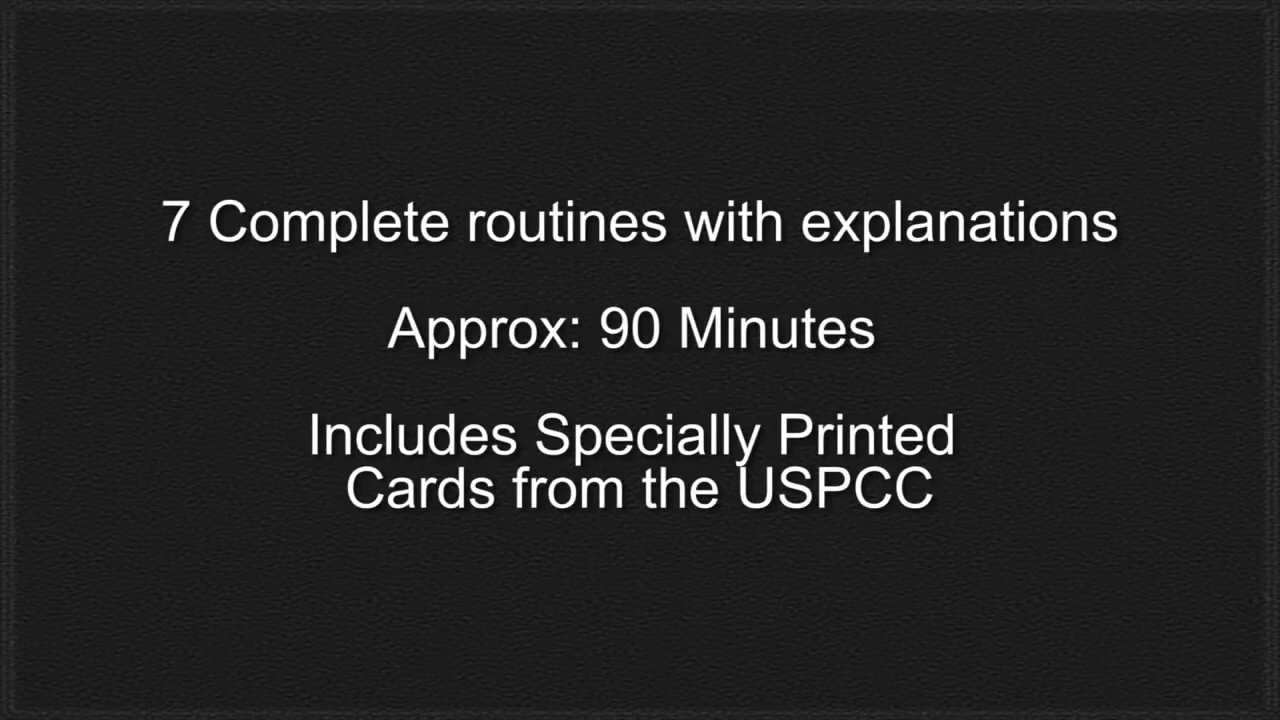 7 Complete routines with explanations
Approx: 90 Minutes
Includes Specially Printed
Cards from the USPCC